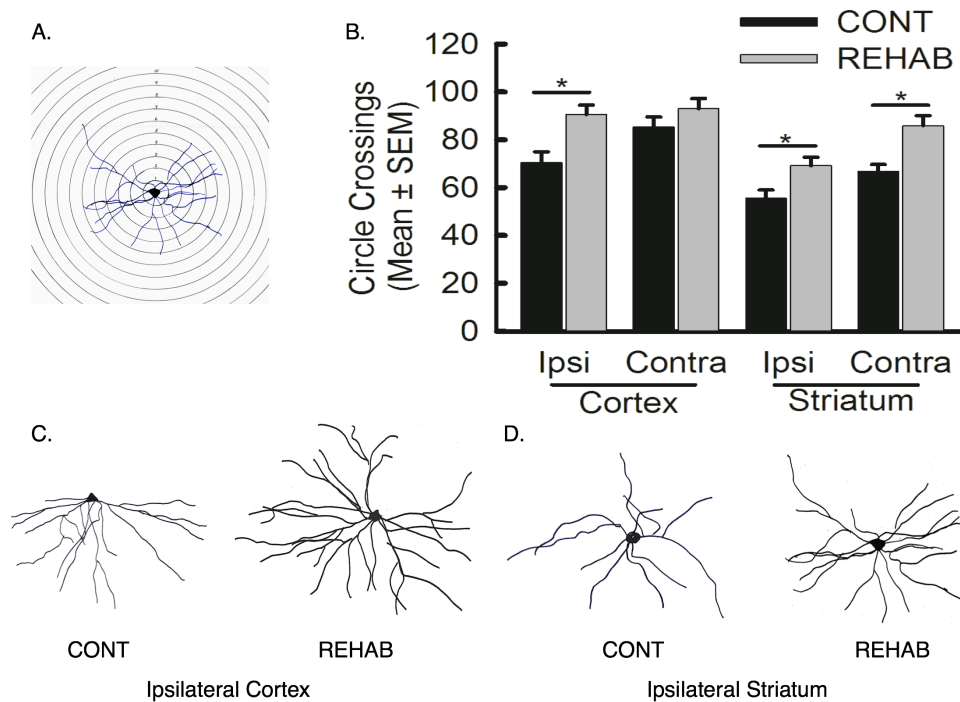 A.
B.
CONT
REHAB
120
100
80
60
40
20
0
Circle Crossings
(Mean ± SEM)
*
*
*
Ipsi Contra Ipsi Contra
Cortex Striatum
C.
D.
CONT REHAB CONT REHAB
Ipsilateral Cortex Ipsilateral Striatum